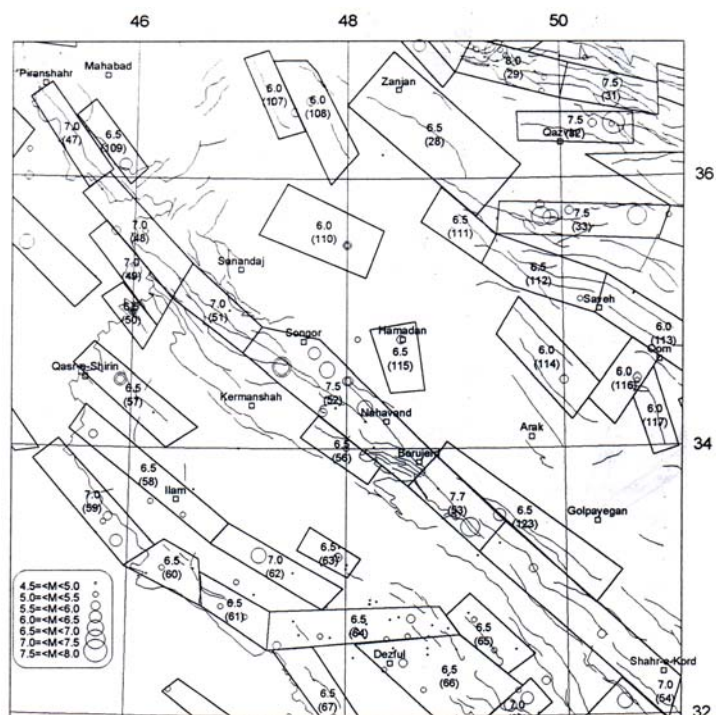 46 48 50
Piranshahr
Mahabad
7.0
(47)
6.5
(109)
6.0
(107)
6.0
(108)
Zanjan
6.5
(28)
8.0
(29)
7.5
(31)
7.5
(32)
Qazvin
36
7.0
(48)
7.0
(49)
(50)
Sanandaj
7.0
(51)
6.0
(110)
6.5
(111)
7.5
(33)
6.5
(112)
Saveh
6.0
(113)
Qom
Songor
Hamadan
6.5
(115)
6.0
(114)
6.0
(116)
6.0
(117)
Qasr-e-Shirin
6.5
(57)
Kermanshah
7.5
(52)
Nahavand
Arak
34
6.5
(56)
Borujerd
6.5
(58)
Ilam
7.0
(59)
7.7
(53)
6.5
(123)
Golpayegan
6.5
(60)
7.0
(62)
6.5
(63)
6.5
(61)
6.5
(64)
6.5
(65)
Dezful
6.5
(66)
6.5
(67)
7.0
Shahr-e-Kord
7.0
(54)
32
4.5=<M<5.0
5.0=<M<5.5
5.5=<M<6.0
6.0=<M<6.5
6.5=<M<7.0
7.0=<M<7.5
7.5=<M<8.0